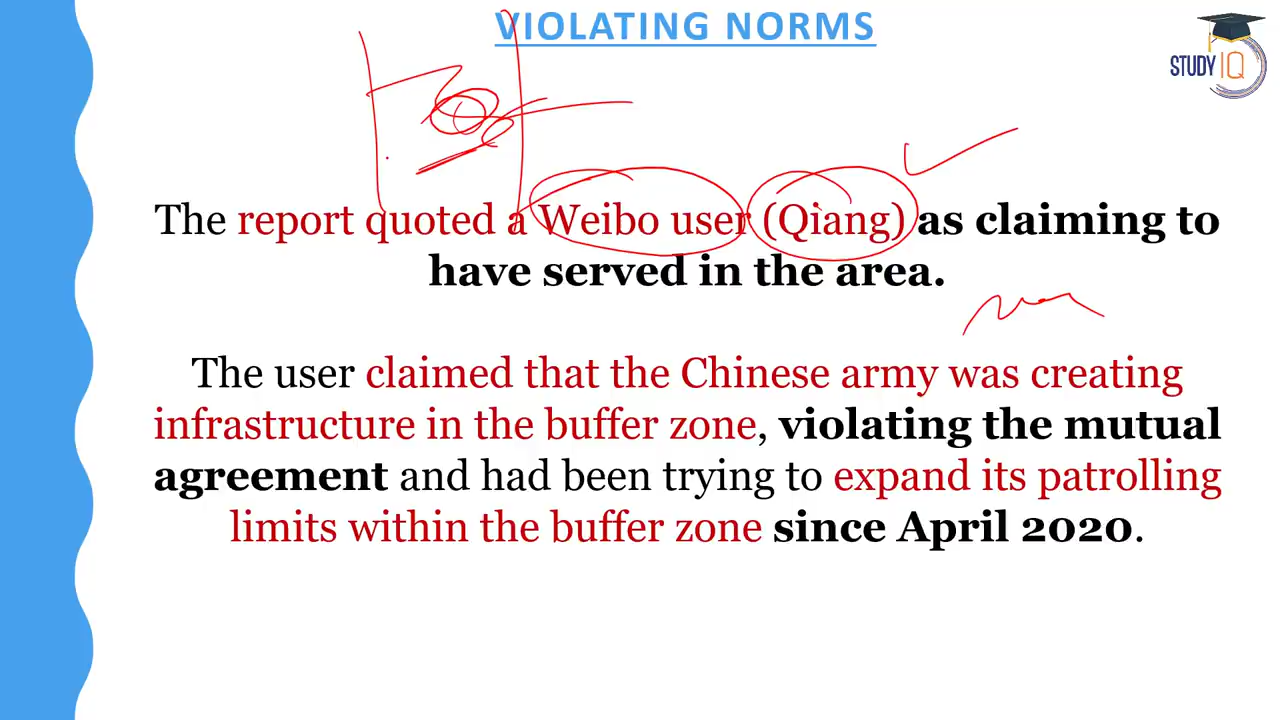 VIOLATING NORMS
STUDY IQ
The report quoted a Weibo user (Qiang) as claiming to
have served in the area.
The user claimed that the Chinese army was creating
infrastructure in the buffer zone, violating the mutual
agreement and had been trying to expand its patrolling
limits within the buffer zone since April 2020.